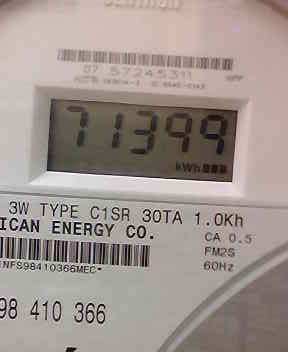 07 57245311
71399
kWh
3W TYPE C1SR 30TA 1.0Kh
ICAN ENERGY CO.
CA 0.5
FM2S
60Hz
NFS98410366MEC*
98 410 366